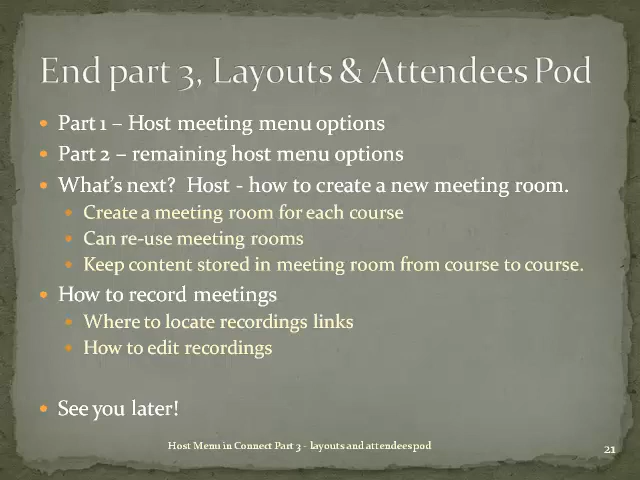 End part 3, Layouts & Attendees Pod
• Part 1 – Host meeting menu options
• Part 2 – remaining host menu options
• What's next?  Host - how to create a new meeting room.
• Create a meeting room for each course
• Can re-use meeting rooms
• Keep content stored in meeting room from course to course.
• How to record meetings
• Where to locate recordings links
• How to edit recordings
• See you later!
Host Menu in Connect Part 3 - layouts and attendees pod
21